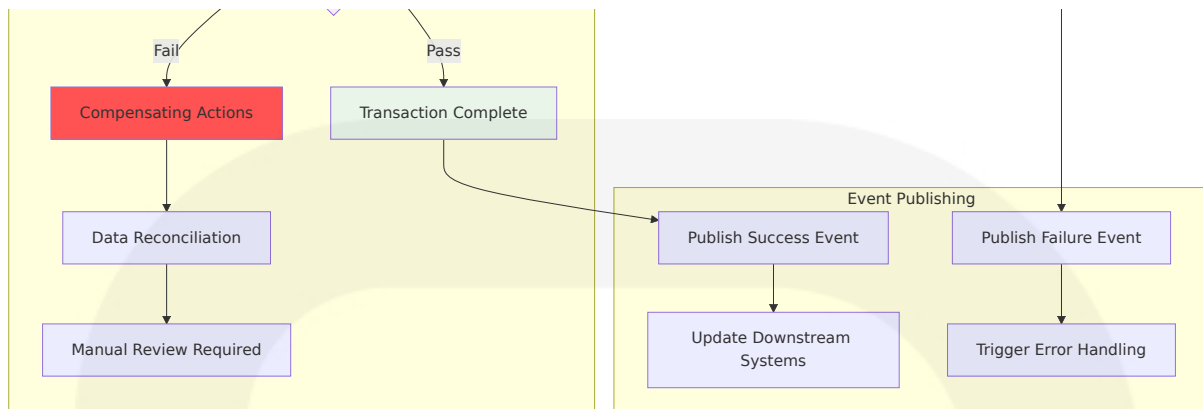 Fail
Pass
Compensating Actions
Transaction Complete
Event Publishing
Data Reconciliation
Publish Success Event
Publish Failure Event
Manual Review Required
Update Downstream
Systems
Trigger Error Handling